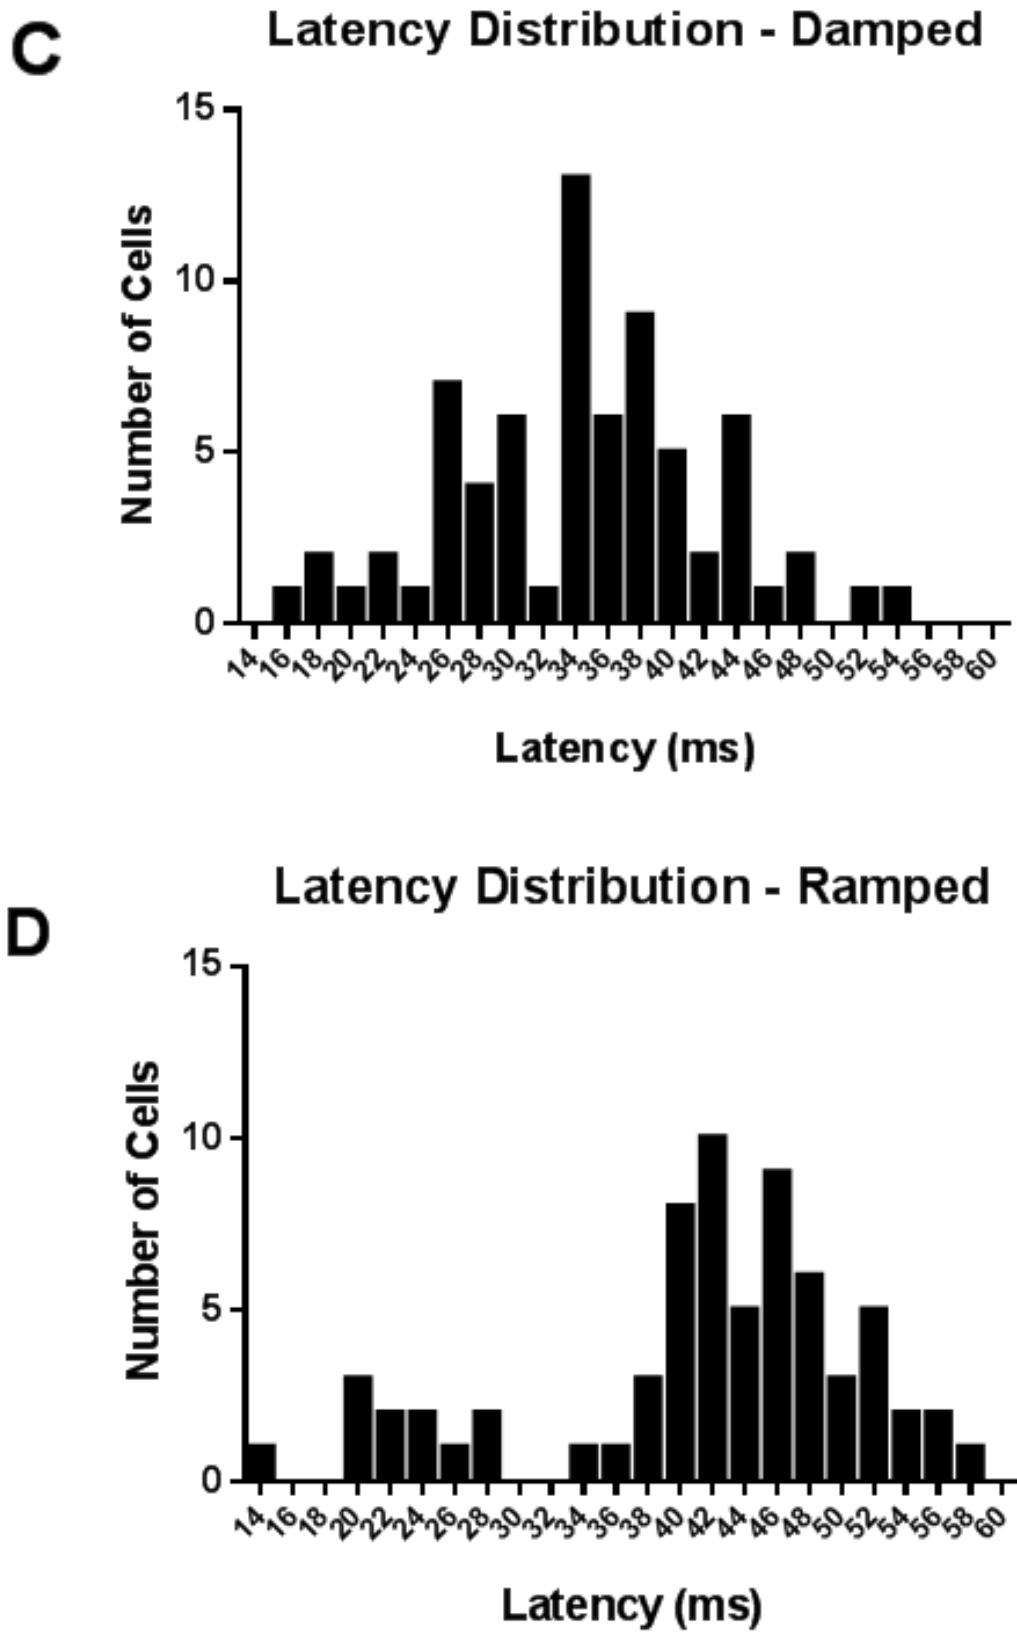 C
Latency Distribution - Damped
15
10
5
0
Number of Cells
14 16 18 20 22 24 26 28 30 32 34 36 38 40 42 44 46 48 50 52 54 56 58 60
Latency (ms)
D
Latency Distribution - Ramped
15
10
5
0
Number of Cells
14 16 18 20 22 24 26 28 30 32 34 36 38 40 42 44 46 48 50 52 54 56 58 60
Latency (ms)